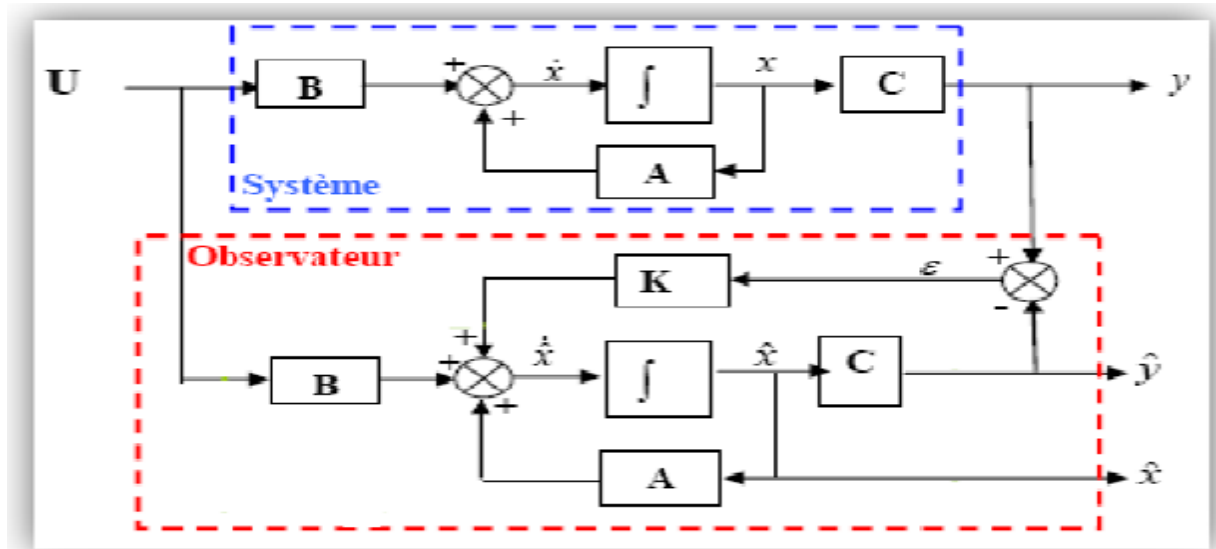 U
B
+
+
ẋ
∫
x
C
y
A
Système
Observateur
K
ε
+
-
B
+
+
+
x̂̇
∫
x̂
C
ŷ
A
x̂